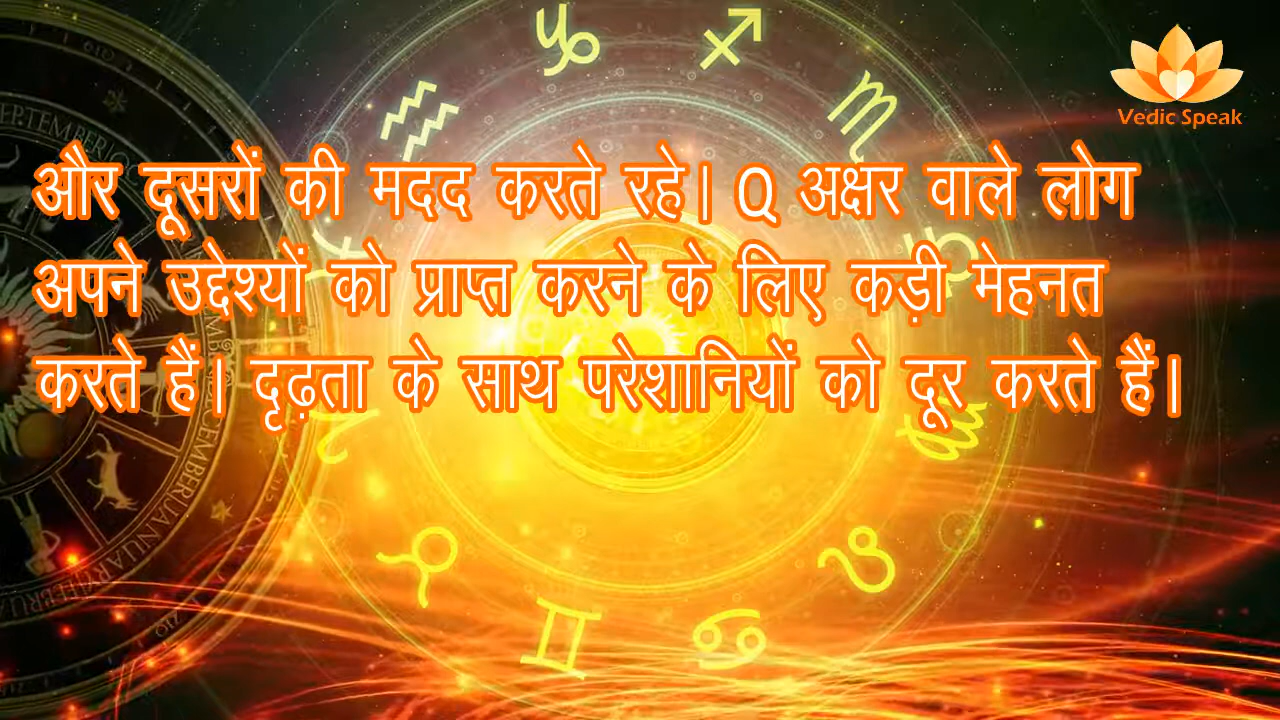 Vedic Speak
और दूसरों की मदद करते रहे। Q अक्षर वाले लोग
अपने उद्देश्यों को प्राप्त करने के लिए कड़ी मेहनत
करते हैं। दृढ़ता के साथ परेशानियों को दूर करते हैं।